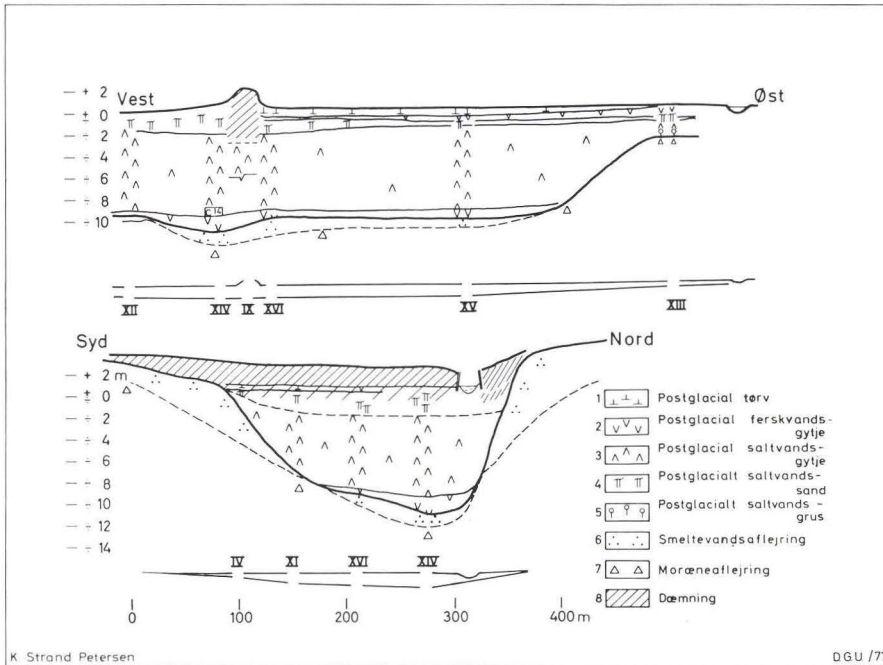 Vest
Øst
+ 2
+ 0
÷ 2
÷ 4
÷ 6
÷ 8
÷ 10
C 14
XII
XIV
IX
XVI
XV
XIII
Syd
Nord
+ 2 m
± 0
÷ 2
÷ 4
÷ 6
÷ 8
÷ 10
÷ 12
÷ 14
IV
XI
XVI
XIV
0
100
200
300
400 m
1 Postglacial tørv
2 Postglacial ferskvands-
gytje
3 Postglacial saltvands-
gytje
4 Postglacialt saltvands-
sand
5 Postglacialt saltvands-
grus
6 Smeltevandsaflejring
7 Moræneaflejring
8 Dæmning
K Strand Petersen